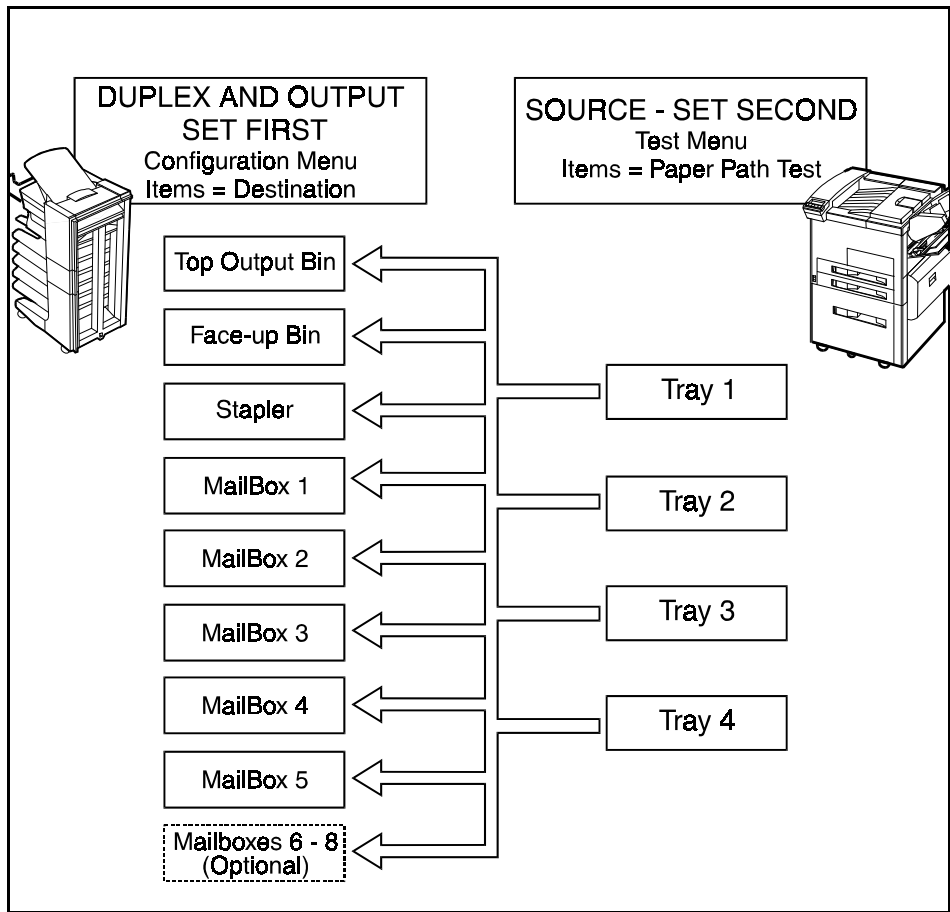 DUPLEX AND OUTPUT
SET FIRST
Configuration Menu
Items = Destination
SOURCE - SET SECOND
Test Menu
Items = Paper Path Test
Top Output Bin
Face-up Bin
Stapler
MailBox 1
MailBox 2
MailBox 3
MailBox 4
MailBox 5
Mailboxes 6 - 8
(Optional)
Tray 1
Tray 2
Tray 3
Tray 4